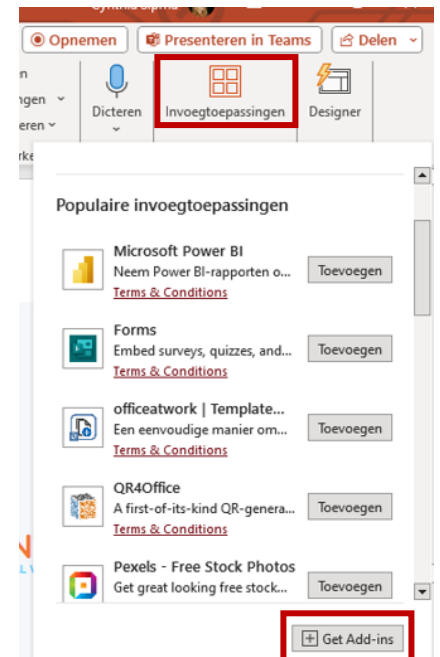 Opnemen
Presenteren in Teams
Delen
ngen
eren
Dicteren
Invoegtoepassingen
Designer
Populaire invoegtoepassingen
Microsoft Power BI
Neem Power BI-rapporten o...
Toevoegen
Terms & Conditions
Forms
Embed surveys, quizzes, and...
Toevoegen
Terms & Conditions
officeatwork | Template...
Een eenvoudige manier om...
Toevoegen
Terms & Conditions
QR4Office
A first-of-its-kind QR-genera...
Toevoegen
Terms & Conditions
Pexels - Free Stock Photos
Get great looking free stock...
Toevoegen
Get Add-ins